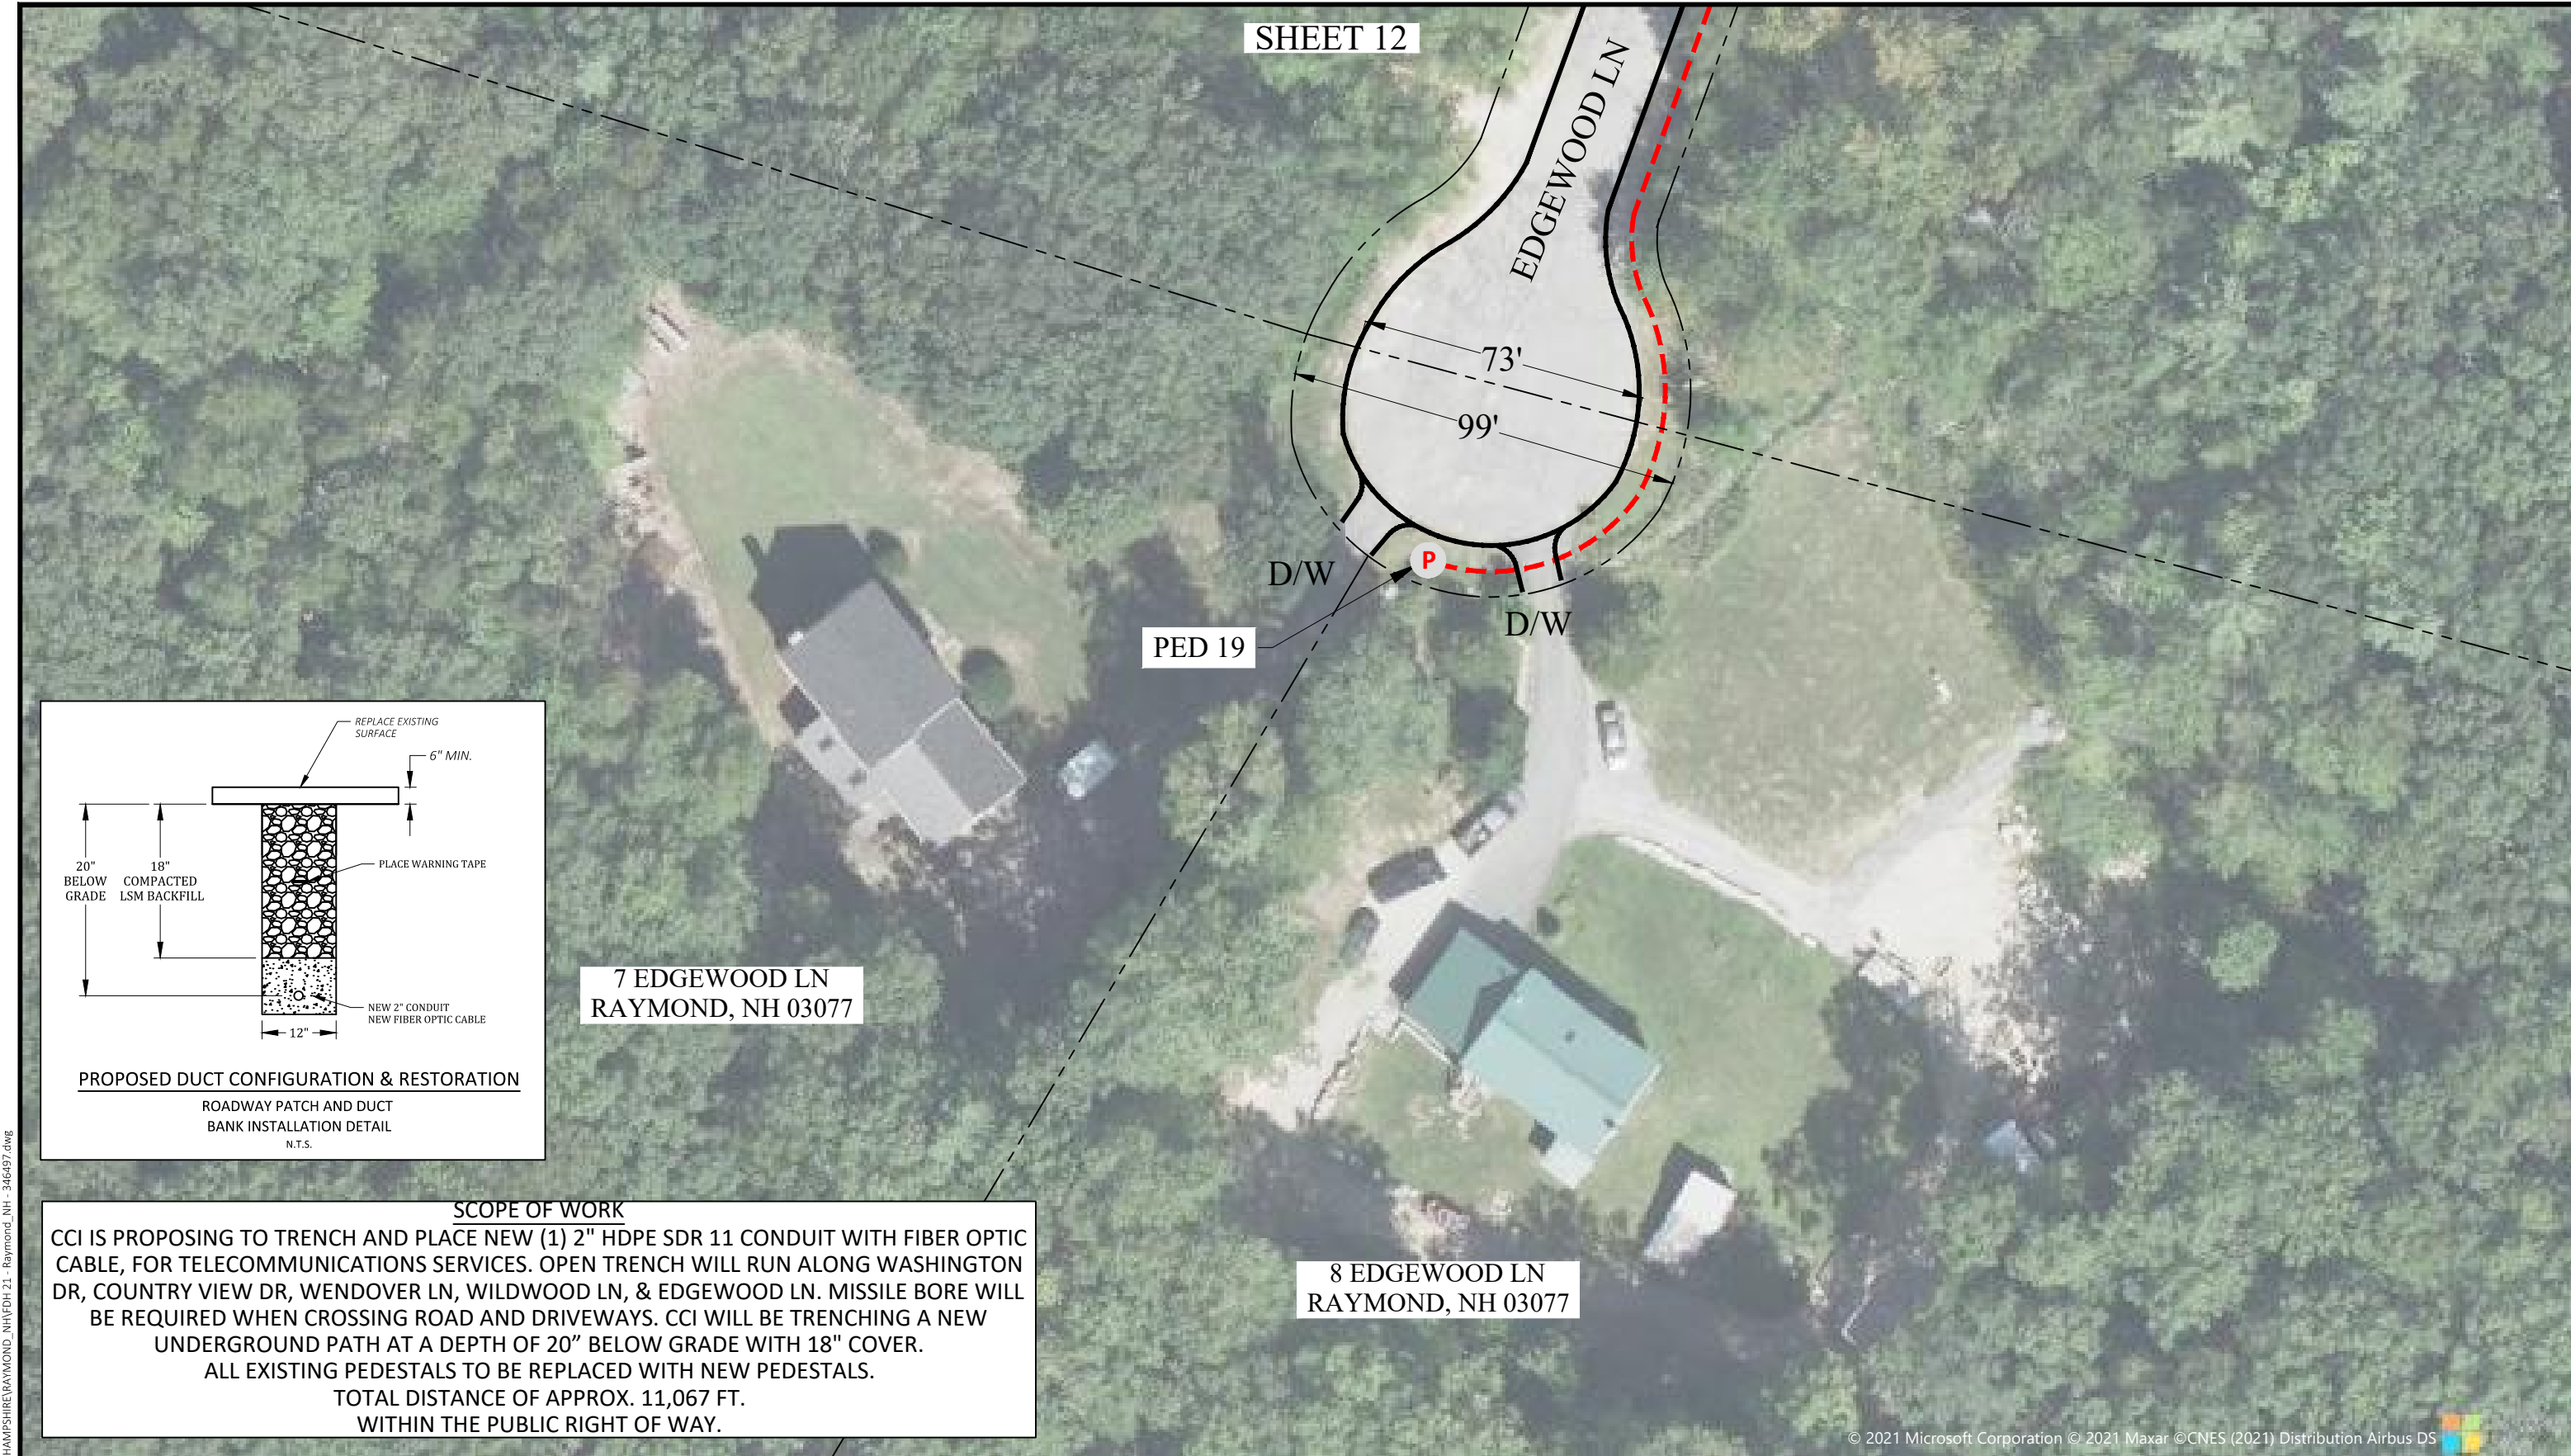 SHEET 12
EDGEWOOD LN
73'
99'
D/W
P
D/W
PED 19
REPLACE EXISTING
SURFACE
6" MIN.
20"
BELOW
GRADE
18"
COMPACTED
LSM BACKFILL
PLACE WARNING TAPE
NEW 2" CONDUIT
NEW FIBER OPTIC CABLE
12"
PROPOSED DUCT CONFIGURATION & RESTORATION
ROADWAY PATCH AND DUCT
BANK INSTALLATION DETAIL
N.T.S.
7 EDGEWOOD LN
RAYMOND, NH 03077
8 EDGEWOOD LN
RAYMOND, NH 03077
SCOPE OF WORK
CCI IS PROPOSING TO TRENCH AND PLACE NEW (1) 2" HDPE SDR 11 CONDUIT WITH FIBER OPTIC
CABLE, FOR TELECOMMUNICATIONS SERVICES. OPEN TRENCH WILL RUN ALONG WASHINGTON
DR, COUNTRY VIEW DR, WENDOVER LN, WILDWOOD LN, & EDGEWOOD LN. MISSILE BORE WILL
BE REQUIRED WHEN CROSSING ROAD AND DRIVEWAYS. CCI WILL BE TRENCHING A NEW
UNDERGROUND PATH AT A DEPTH OF 20” BELOW GRADE WITH 18" COVER.
ALL EXISTING PEDESTALS TO BE REPLACED WITH NEW PEDESTALS.
TOTAL DISTANCE OF APPROX. 11,067 FT.
WITHIN THE PUBLIC RIGHT OF WAY.
HAMPSHIRE\RAYMOND_NH\FDH 21 - Raymond_NH - 346497.dwg
© 2021 Microsoft Corporation © 2021 Maxar ©CNES (2021) Distribution Airbus DS